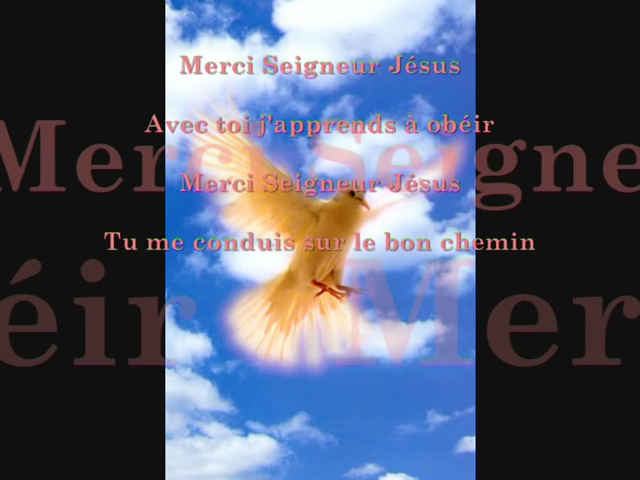 Merci Seigneur Jésus
Avec toi j'apprends à obéir
Merci Seigneur Jésus
Tu me conduis sur le bon chemin